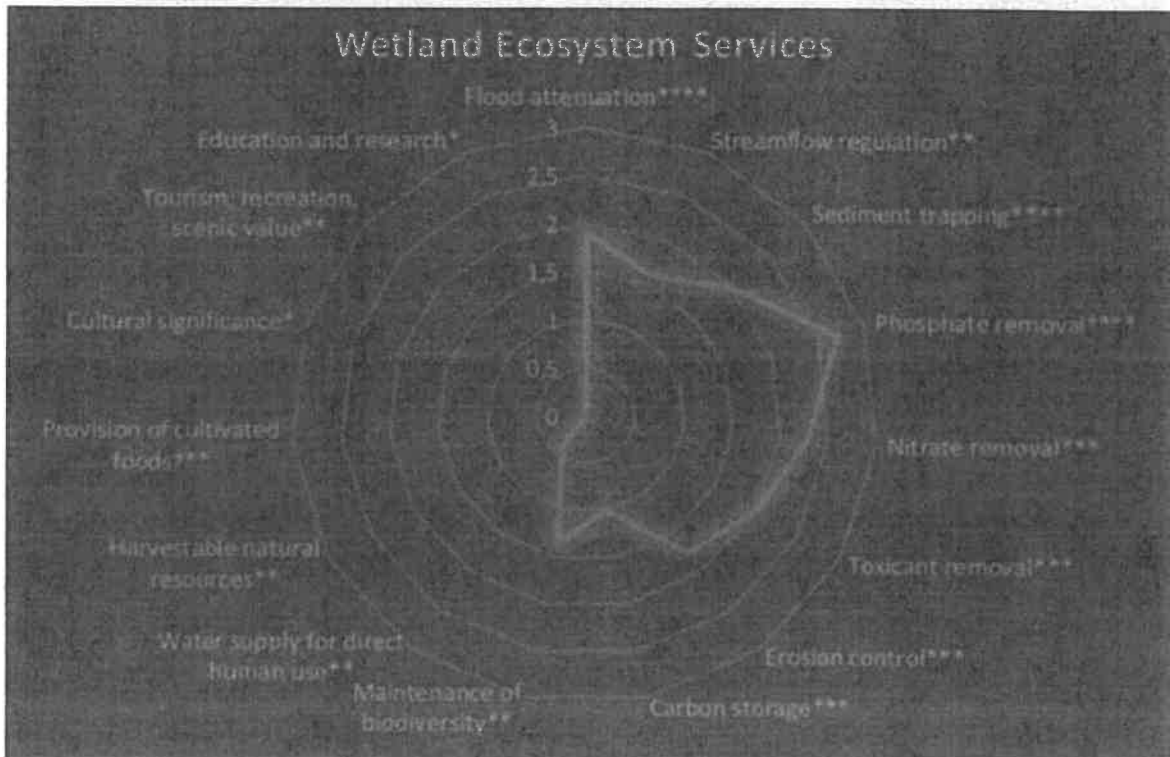 Wetland Ecosystem Services
Flood attenuation****
Streamflow regulation**
Sediment trapping****
Phosphate removal****
Nitrate removal***
Toxicant removal***
Erosion control***
Carbon storage***
Maintenance of
biodiversity**
Water supply for direct
human use**
Harvestable natural
resources**
Provision of cultivated
foods***
Cultural significance*
Tourism, recreation,
scenic value**
Education and research*
3
2,5
2
1,5
1
0,5
0